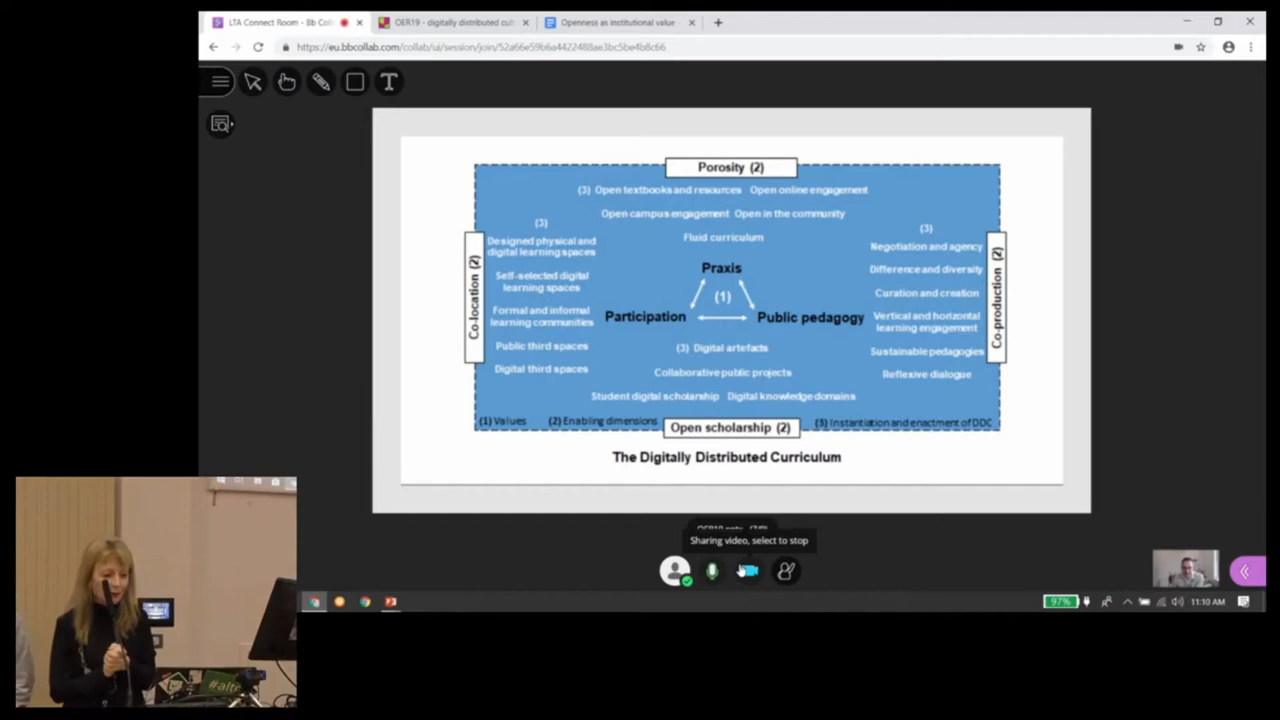 LTA Connect Room - Bb Coll
OER19 - digitally distributed cult
Openness as institutional value
https://eu.bbcollab.com/collab/ui/session/join/52a66e59b6a4422488ae3bc5be4b8c66
T
Porosity (2)
(3) Open textbooks and resources Open online engagement
Open campus engagement Open in the community
Fluid curriculum
Co-location (2)
(3)
Designed physical and
digital learning spaces
Self-selected digital
learning spaces
Formal and informal
learning communities
Public third spaces
Digital third spaces
Praxis
(1)
Participation
Public pedagogy
(3) Digital artefacts
Collaborative public projects
Student digital scholarship Digital knowledge domains
(3)
Negotiation and agency
Difference and diversity
Curation and creation
Vertical and horizontal
learning engagement
Sustainable pedagogies
Reflexive dialogue
Co-production (2)
(1) Values (2) Enabling dimensions
Open scholarship (2)
(3) Instantiation and enactment of DDC
The Digitally Distributed Curriculum
Sharing video, select to stop
97%
11:10 AM
#alt